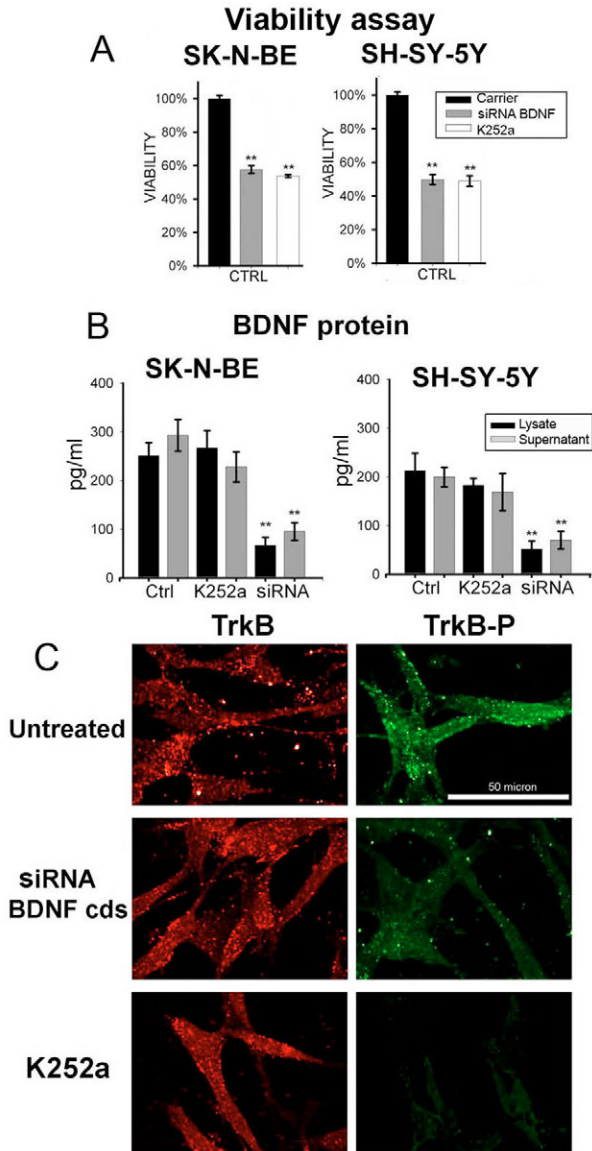 Viability assay
A
SK-N-BE
SH-SY-5Y
100%
80%
60%
40%
20%
0%
VIABILITY
**
**
CTRL
100%
80%
60%
40%
20%
0%
VIABILITY
**
**
CTRL
Carrier
siRNA BDNF
K252a
B
BDNF protein
SK-N-BE
SH-SY-5Y
400
300
200
100
0
pg/ml
**
**
Ctrl K252a siRNA
400
300
200
100
0
pg/ml
**
**
Ctrl K252a siRNA
Lysate
Supernatant
C
TrkB
TrkB-P
Untreated
50 micron
siRNA
BDNF cds
K252a